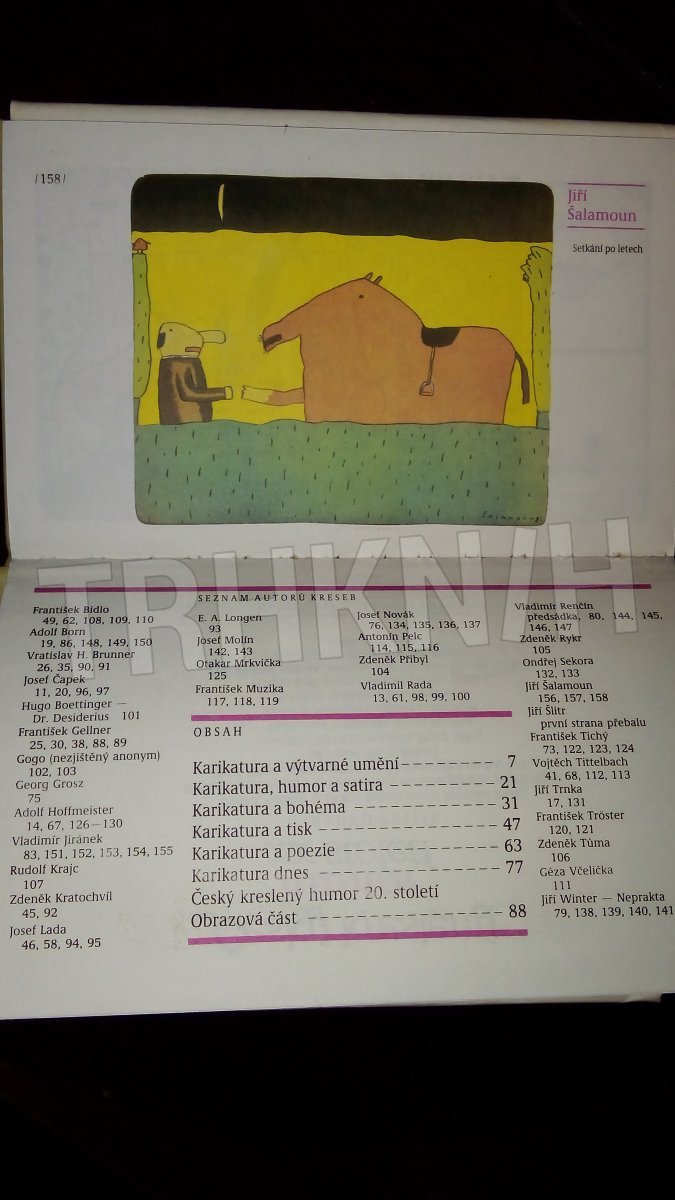 /158/
Jiří
Šalamoun
Setkání po letech
SEZNAM AUTORŮ KRESEB
František Bidlo
49, 62, 108, 109, 110
Adolf Born
19, 86, 148, 149, 150
Vratislav H. Brunner
26, 35, 90, 91
Josef Čapek
11, 20, 96, 97
Hugo Boettinger —
Dr. Desiderius 101
František Gellner
25, 30, 38, 88, 89
Gogo (nezjištěný anonym)
102, 103
Georg Grosz
75
Adolf Hoffmeister
14, 67, 126—130
Vladimír Jiránek
83, 151, 152, 153, 154, 155
Rudolf Krajc
107
Zdeněk Kratochvíl
45, 92
Josef Lada
46, 58, 94, 95
E. A. Longen
93
Josef Molín
142, 143
Otakar Mrkvička
125
František Muzika
117, 118, 119
Josef Novák
76, 134, 135, 136, 137
Antonín Pelc
114, 115, 116
Zdeněk Přibyl
104
Vladimil Rada
13, 61, 98, 99, 100
Vladimír Renčín
předsádka, 80, 144, 145,
146, 147
Zdeněk Rykr
105
Ondřej Sekora
132, 133
Jiří Šalamoun
156, 157, 158
Jiří Šlitr
první strana přebalu
František Tichý
73, 122, 123, 124
Vojtěch Tittelbach
41, 68, 112, 113
Jiří Trnka
17, 131
František Tröster
120, 121
Zdeněk Tůma
106
Géza Včelička
111
Jiří Winter — Neprakta
79, 138, 139, 140, 141
OBSAH
Karikatura a výtvarné umění 7
Karikatura, humor a satira 21
Karikatura a bohéma 31
Karikatura a tisk 47
Karikatura a poezie 63
Karikatura dnes 77
Český kreslený humor 20. století
Obrazová část 88
TRHKN/H